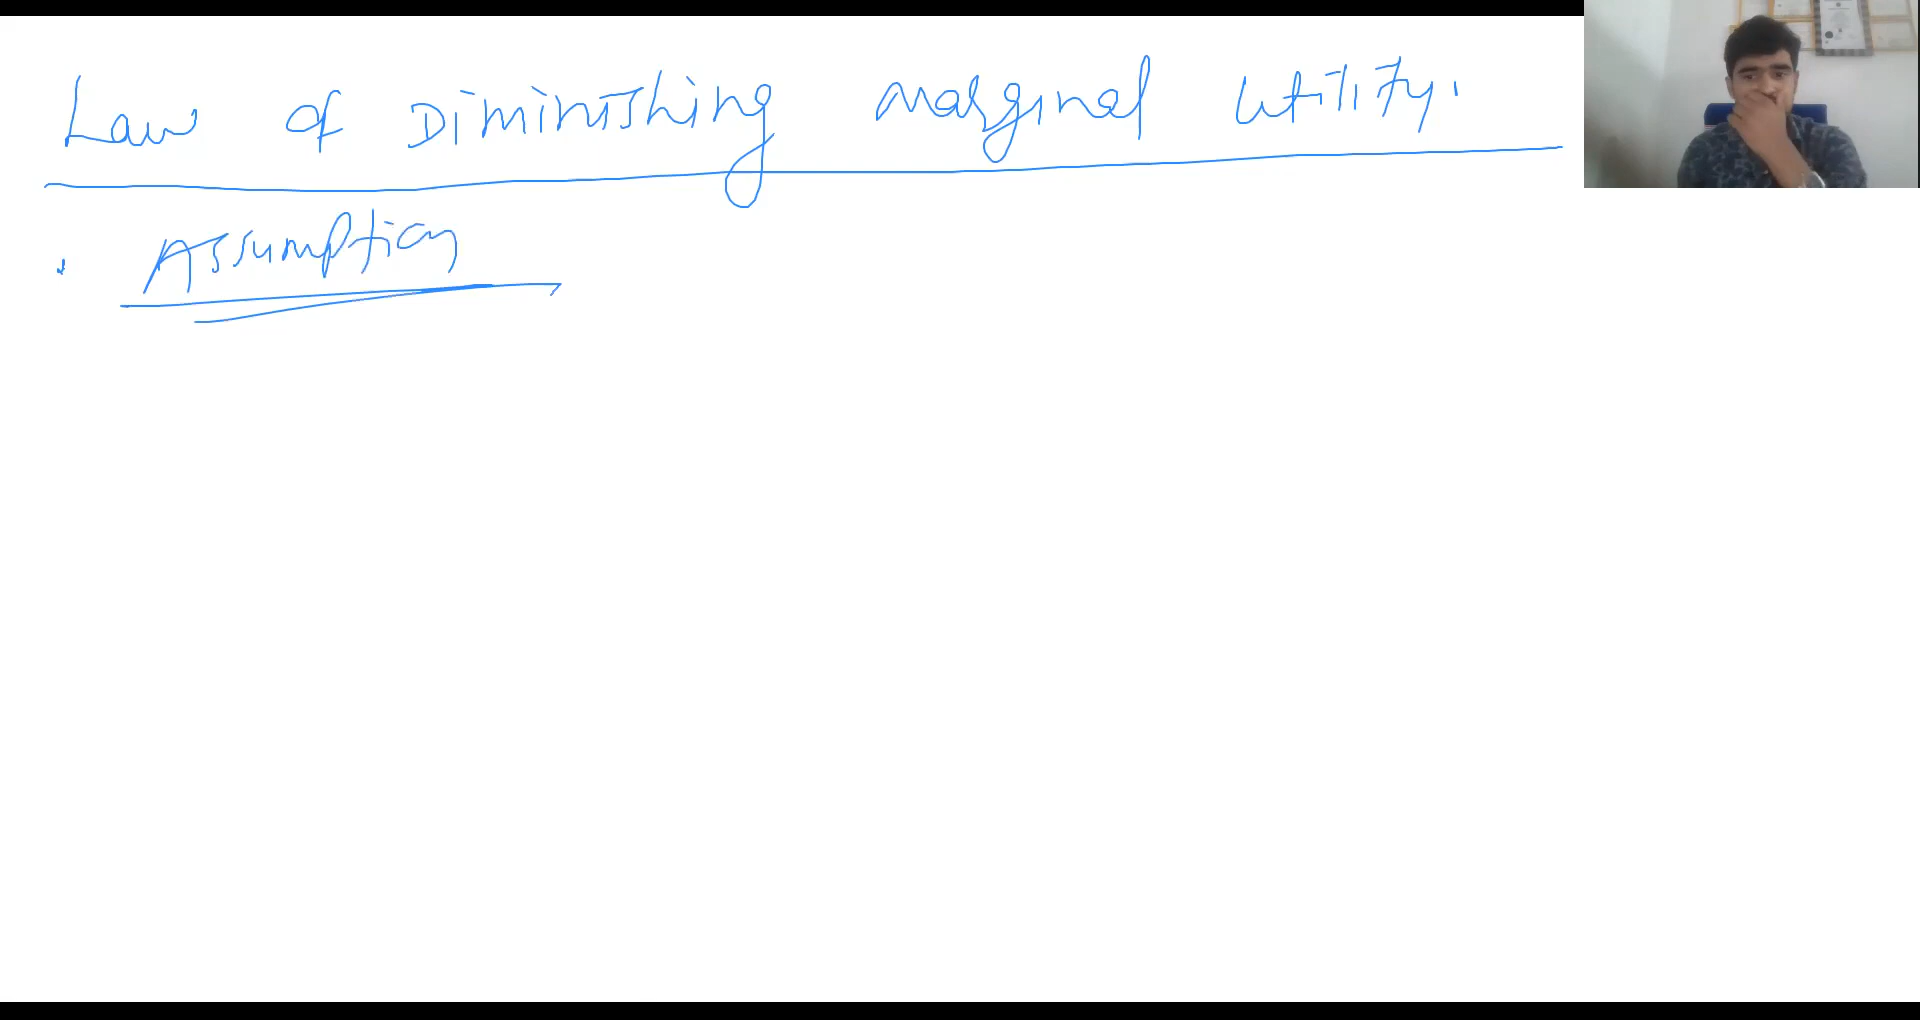 Law of Diminishing marginal utility.
. Assumption